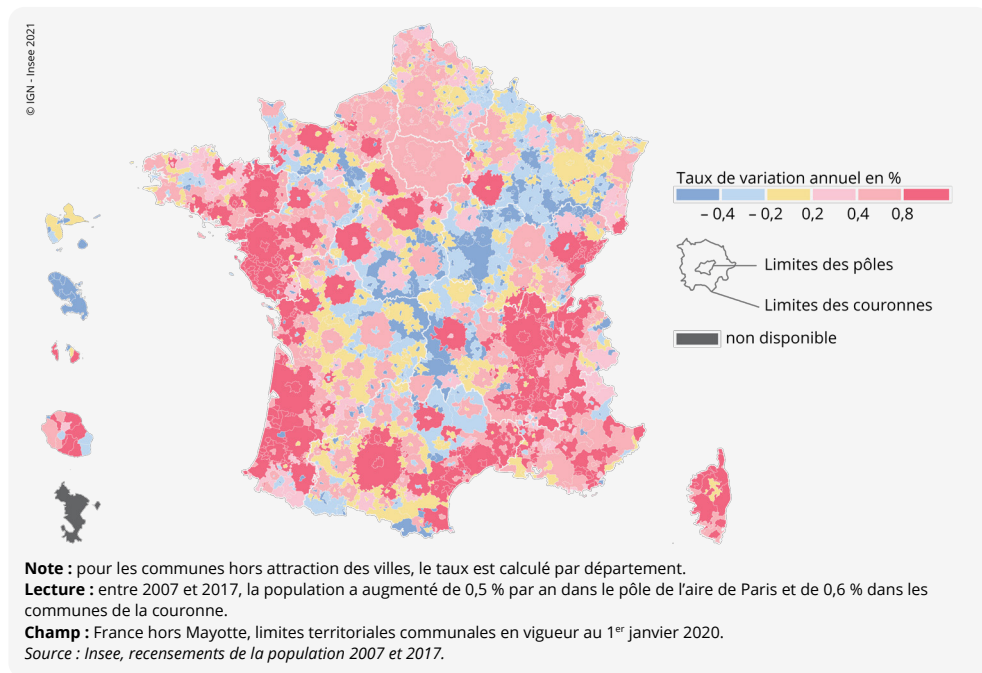 © IGN - Insee 2021
Taux de variation annuel en %
– 0,4 – 0,2 0,2 0,4 0,8
Limites des pôles
Limites des couronnes
non disponible
Note : pour les communes hors attraction des villes, le taux est calculé par département.
Lecture : entre 2007 et 2017, la population a augmenté de 0,5 % par an dans le pôle de l’aire de Paris et de 0,6 % dans les
communes de la couronne.
Champ : France hors Mayotte, limites territoriales communales en vigueur au 1er janvier 2020.
Source : Insee, recensements de la population 2007 et 2017.